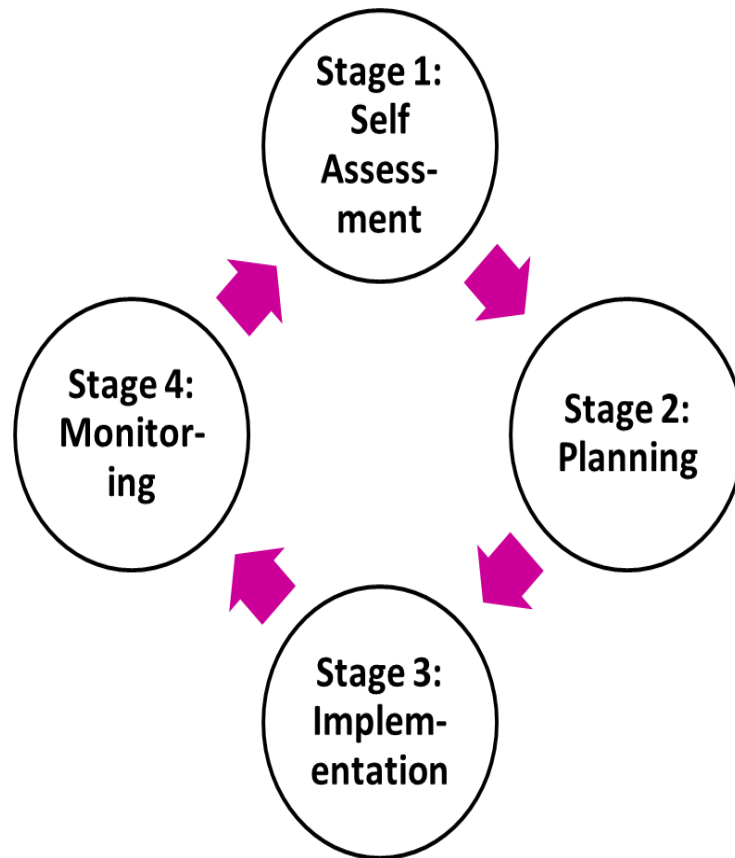 Stage 1:
Self
Assess-
ment
Stage 2:
Planning
Stage 3:
Implem-
entation
Stage 4:
Monitor-
ing